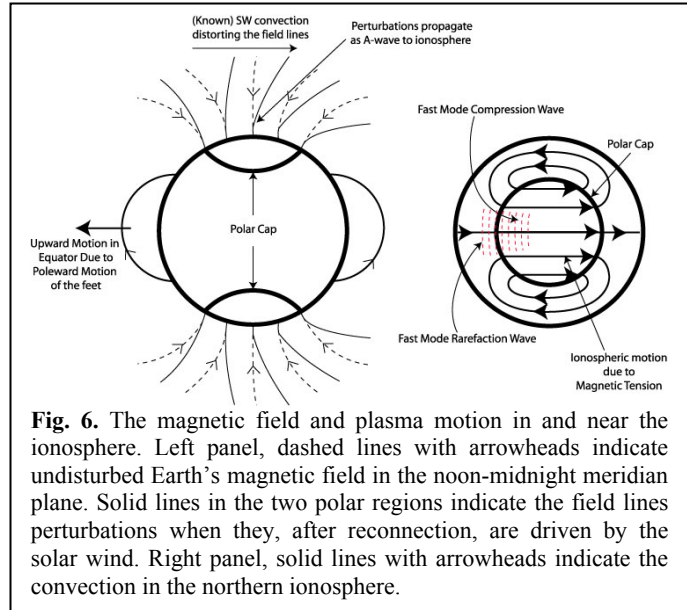 (Known) SW convection
distorting the field lines
Perturbations propagate
as A-wave to ionosphere
Polar Cap
Upward Motion in
Equator Due to
Poleward Motion
of the feet
Fast Mode Compression Wave
Polar Cap
Fast Mode Rarefaction Wave
Ionospheric motion
due to
Magnetic Tension
Fig. 6. The magnetic field and plasma motion in and near the
ionosphere. Left panel, dashed lines with arrowheads indicate
undisturbed Earth's magnetic field in the noon-midnight meridian
plane. Solid lines in the two polar regions indicate the field lines
perturbations when they, after reconnection, are driven by the
solar wind. Right panel, solid lines with arrowheads indicate the
convection in the northern ionosphere.